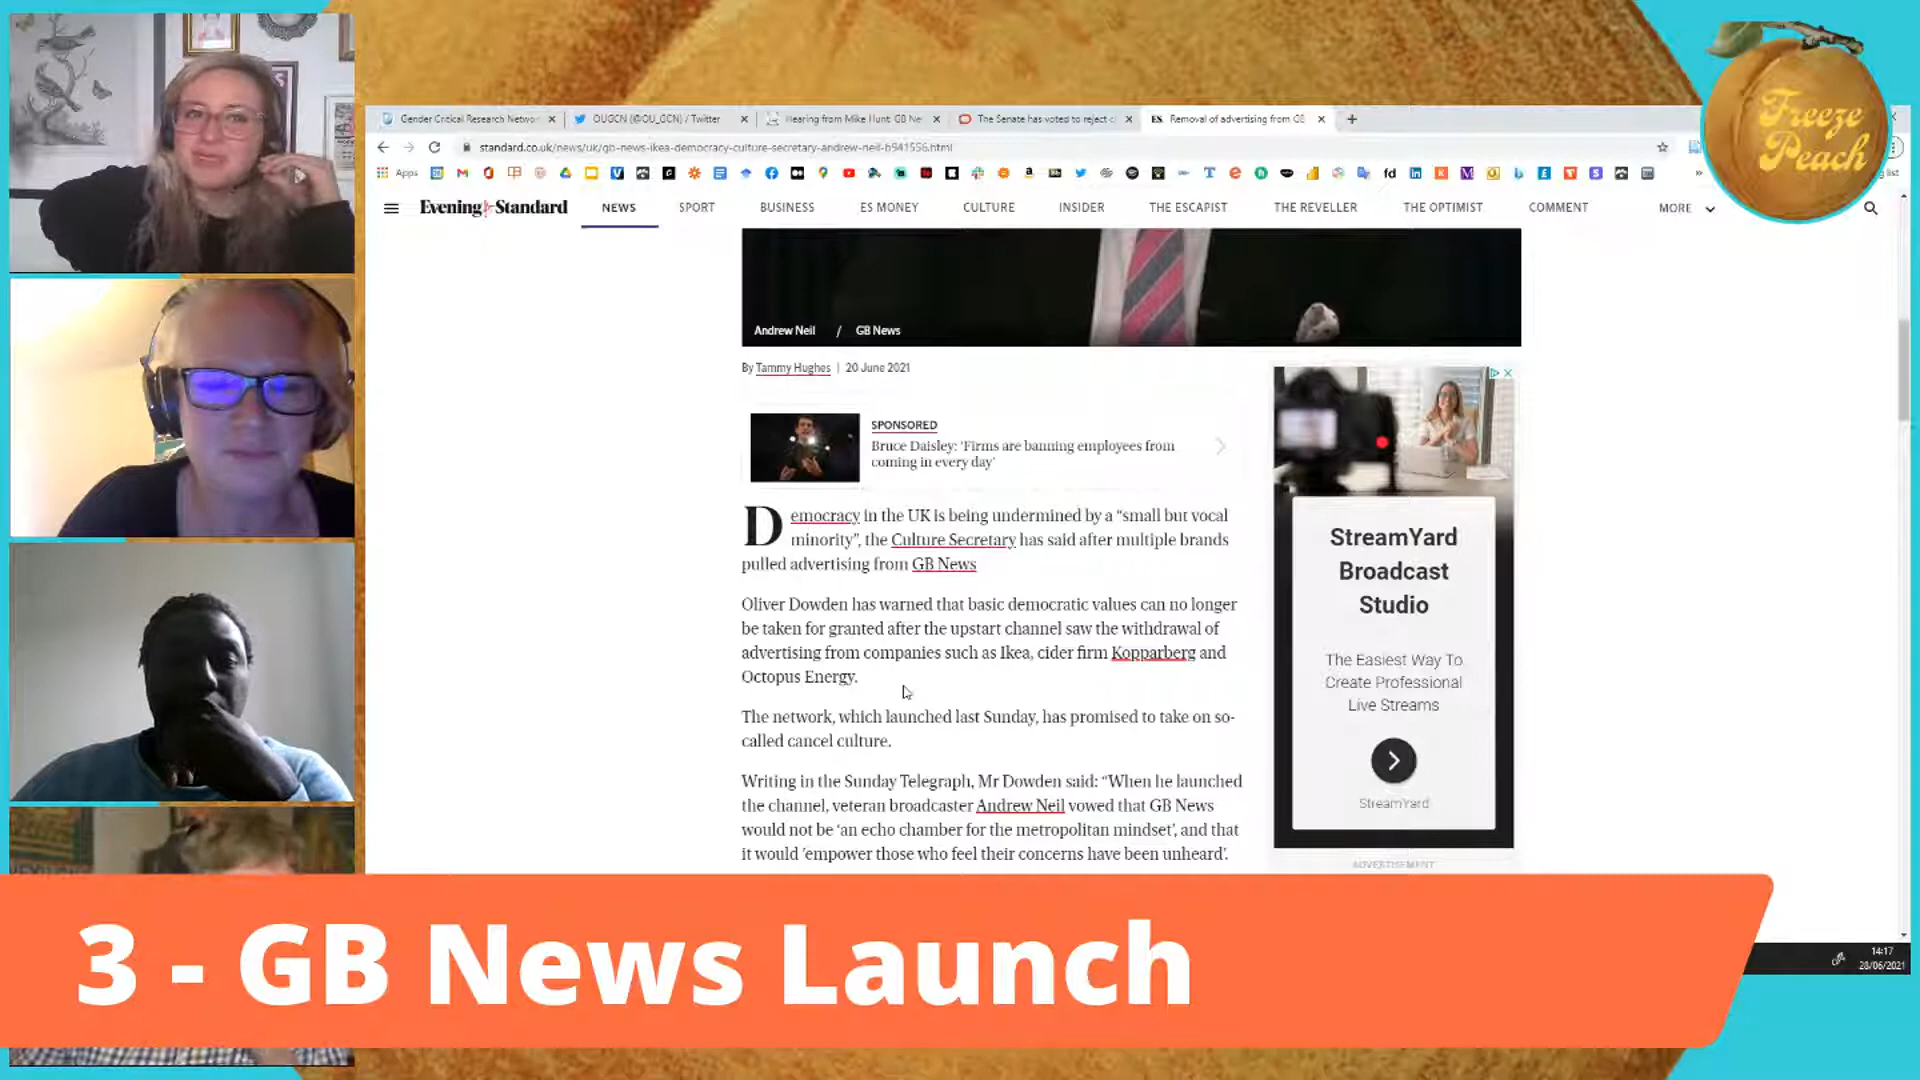 Freeze
Peach
Gender Critical Research Network
OUGCN (@OU_GCN) / Twitter
Hearing from Mike Hunt: GB Ne
The Senate has voted to reject c
Removal of advertising from GB
standard.co.uk/news/uk/gb-news-ikea-democracy-culture-secretary-andrew-neil-b941556.html
Apps
Evening Standard
NEWS
SPORT
BUSINESS
ES MONEY
CULTURE
INSIDER
THE ESCAPIST
THE REVELLER
THE OPTIMIST
COMMENT
MORE
Andrew Neil / GB News
By Tammy Hughes | 20 June 2021
SPONSORED
Bruce Daisley: ‘Firms are banning employees from
coming in every day’
Democracy in the UK is being undermined by a “small but vocal
minority”, the Culture Secretary has said after multiple brands
pulled advertising from GB News
Oliver Dowden has warned that basic democratic values can no longer
be taken for granted after the upstart channel saw the withdrawal of
advertising from companies such as Ikea, cider firm Kopparberg and
Octopus Energy.
The network, which launched last Sunday, has promised to take on so-
called cancel culture.
Writing in the Sunday Telegraph, Mr Dowden said: “When he launched
the channel, veteran broadcaster Andrew Neil vowed that GB News
would not be ‘an echo chamber for the metropolitan mindset’, and that
it would ‘empower those who feel their concerns have been unheard’.
StreamYard
Broadcast
Studio
The Easiest Way To
Create Professional
Live Streams
StreamYard
ADVERTISEMENT
14:17
28/06/2021
3 - GB News Launch